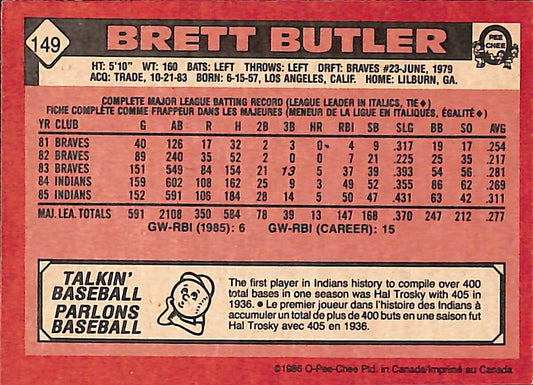 149
BRETT BUTLER
O PEE CHEE
HT: 5'10" WT: 160 BATS: LEFT THROWS: LEFT DRFT: BRAVES #23-JUNE, 1979
ACQ: TRADE, 10-21-83 BORN: 6-15-57, LOS ANGELES, CALIF. HOME: LILBURN, GA.
COMPLETE MAJOR LEAGUE BATTING RECORD (LEAGUE LEADER IN ITALICS, TIE ♦)
FICHE COMPLÈTE COMME FRAPPEUR DANS LES MAJEURES (MENEUR DE LA LIGUE EN ITALIQUES, ÉGALITÉ ♦)
YR CLUB G AB R H 2B 3B HR RBI SB SLG BB SO AVG
81 BRAVES 40 126 17 32 2 3 0 4 9 .317 19 17 .254
82 BRAVES 89 240 35 52 2 0 0 7 21 .225 25 35 .217
83 BRAVES 151 549 84 154 21 13 5 37 39 .393 54 56 .281
84 INDIANS 159 602 108 162 25 9 3 49 52 .355 86 62 .269
85 INDIANS 152 591 106 184 28 14 5 50 47 .431 63 42 .311
MAJ. LEA. TOTALS 591 2108 350 584 78 39 13 147 168 .370 247 212 .277
GW-RBI (1985): 6 GW-RBI (CAREER): 15
TALKIN'
BASEBALL
PARLONS
BASEBALL
The first player in Indians history to compile over 400
total bases in one season was Hal Trosky with 405 in
1936. • Le premier joueur dans l'histoire des Indians à
accumuler un total de plus de 400 buts en une saison fut
Hal Trosky avec 405 en 1936.
©1986 O-Pee-Chee Ptd. in Canada/Imprimé au Canada